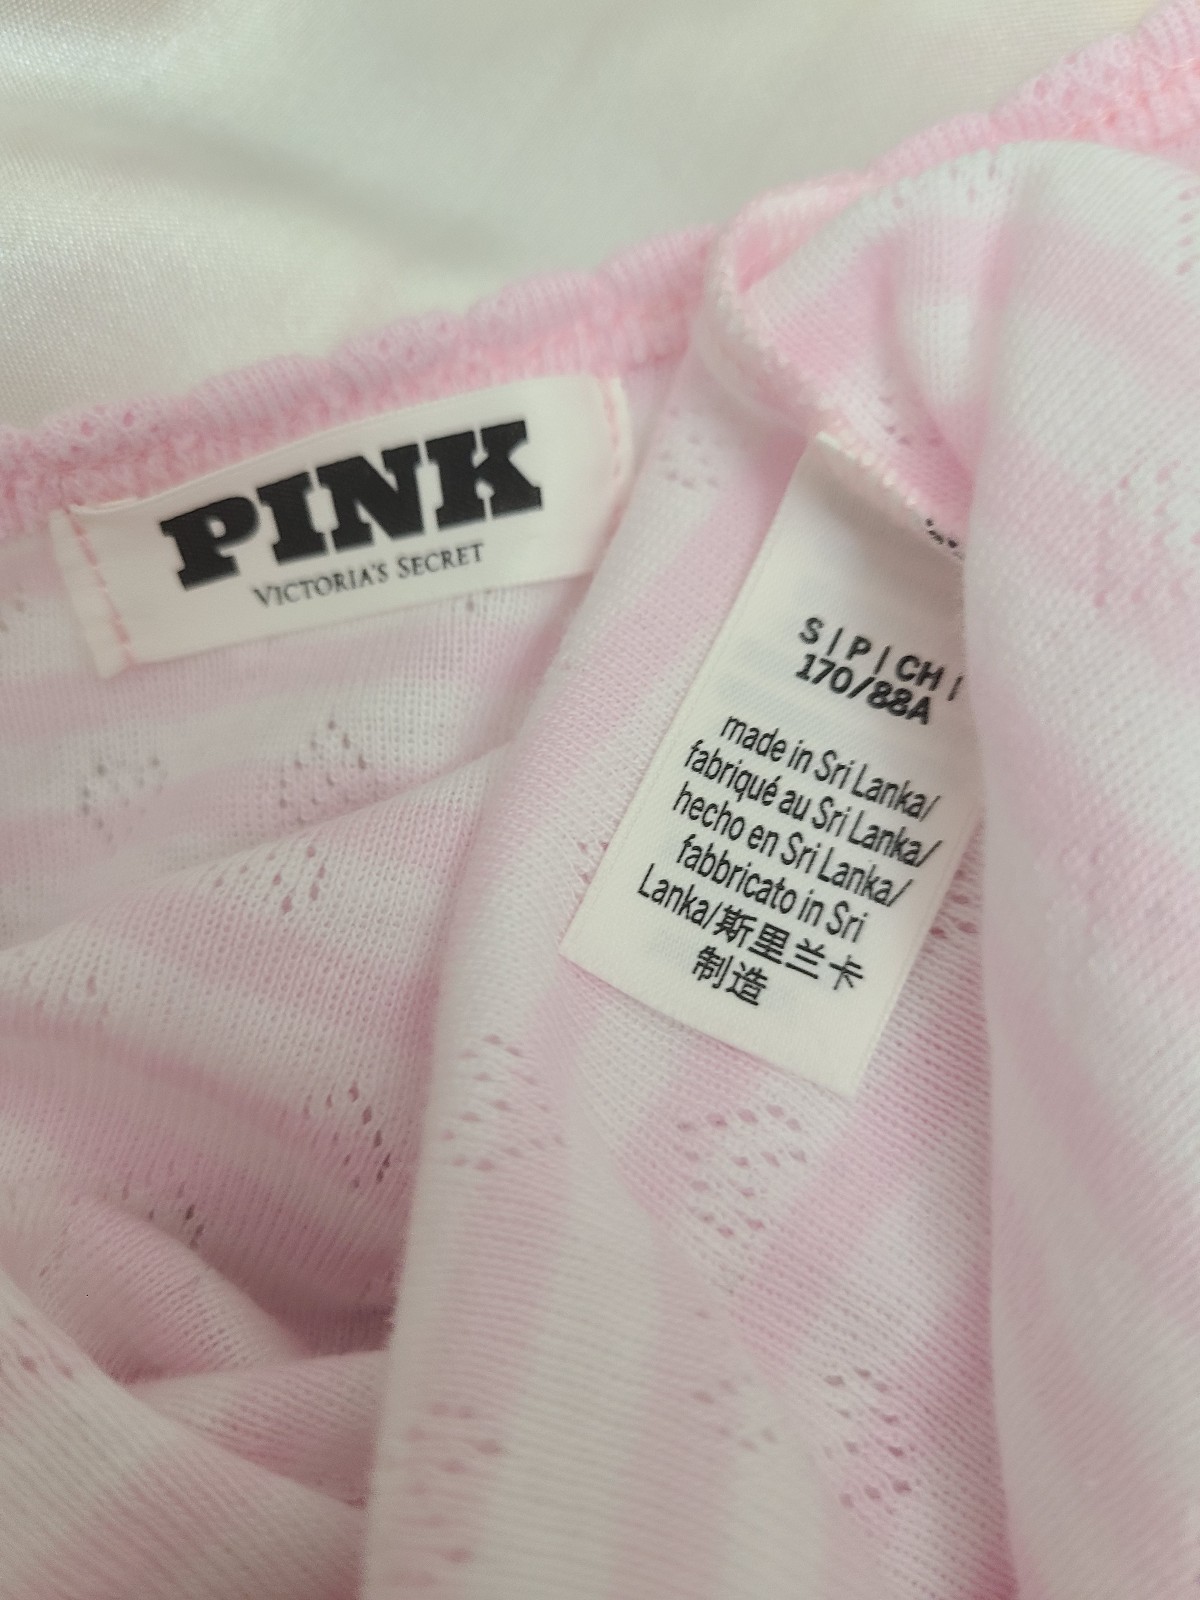 PINK
VICTORIA'S SECRET
S | P | CH |
170/88A
made in Sri Lanka/
fabriqué au Sri Lanka/
hecho en Sri Lanka/
fabbricato in Sri
Lanka/斯里兰卡
制造